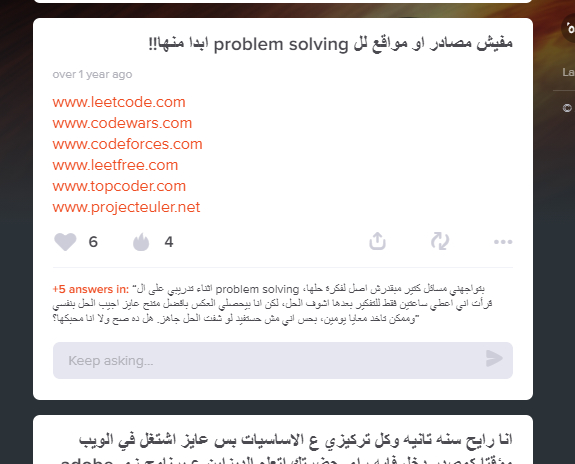 مفيش مصادر او مواقع لل problem solving ابدا منها!!
over 1 year ago
www.leetcode.com
www.codewars.com
www.codeforces.com
www.leetfree.com
www.topcoder.com
www.projecteuler.net
6
4
+5 answers in: “بتواجهني مسائل كتير مبقدرش اصل لفكرة حلها، problem solving اثناء تدريبي على ال
قرأت اني اعطي ساعتين فقط للتفكير بعدها اشوف الحل، لكن انا بيحصلي العكس بافضل متنح عايز اجيب الحل بنفسي
وممكن تاخد معايا يومين، بحس اني مش حستفيد لو شفت الحل جاهز. هل ده صح ولا انا محبكها؟”
Keep asking...
La
©
انا رايح سنه تانيه وكل تركيزي ع الاساسيات بس عايز اشتغل في الويب